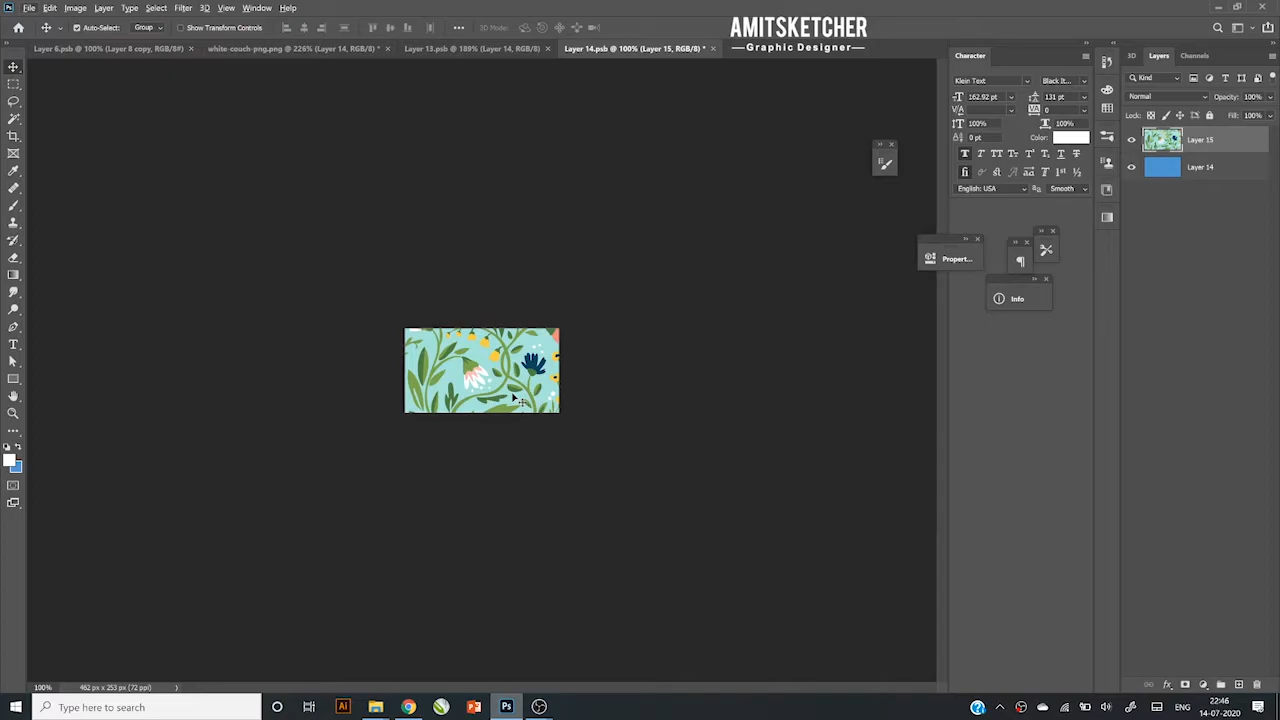 File Edit Image Layer Type Select Filter 3D View Window Help
Auto-Select: Group Show Transform Controls 3D Mode:
AMITSKETCHER
Graphic Designer
Layer 6.psb @ 100% (Layer 8 copy, RGB/8#) × white-couch-png.png @ 226% (Layer 14, RGB/8) * × Layer 13.psb @ 189% (Layer 14, RGB/8) × Layer 14.psb @ 100% (Layer 15, RGB/8) * ×
Character
3D Layers Channels
Klein Text Black It...
Kind
162.92 pt 131 pt
Normal Opacity: 100%
0
Lock: Fill: 100%
100% 100%
0 pt Color:
Layer 15
Layer 14
English: USA Smooth
Propert...
Info
100% 462 px x 253 px (72 ppi)
Type here to search
ENG
22:46
14-07-2020